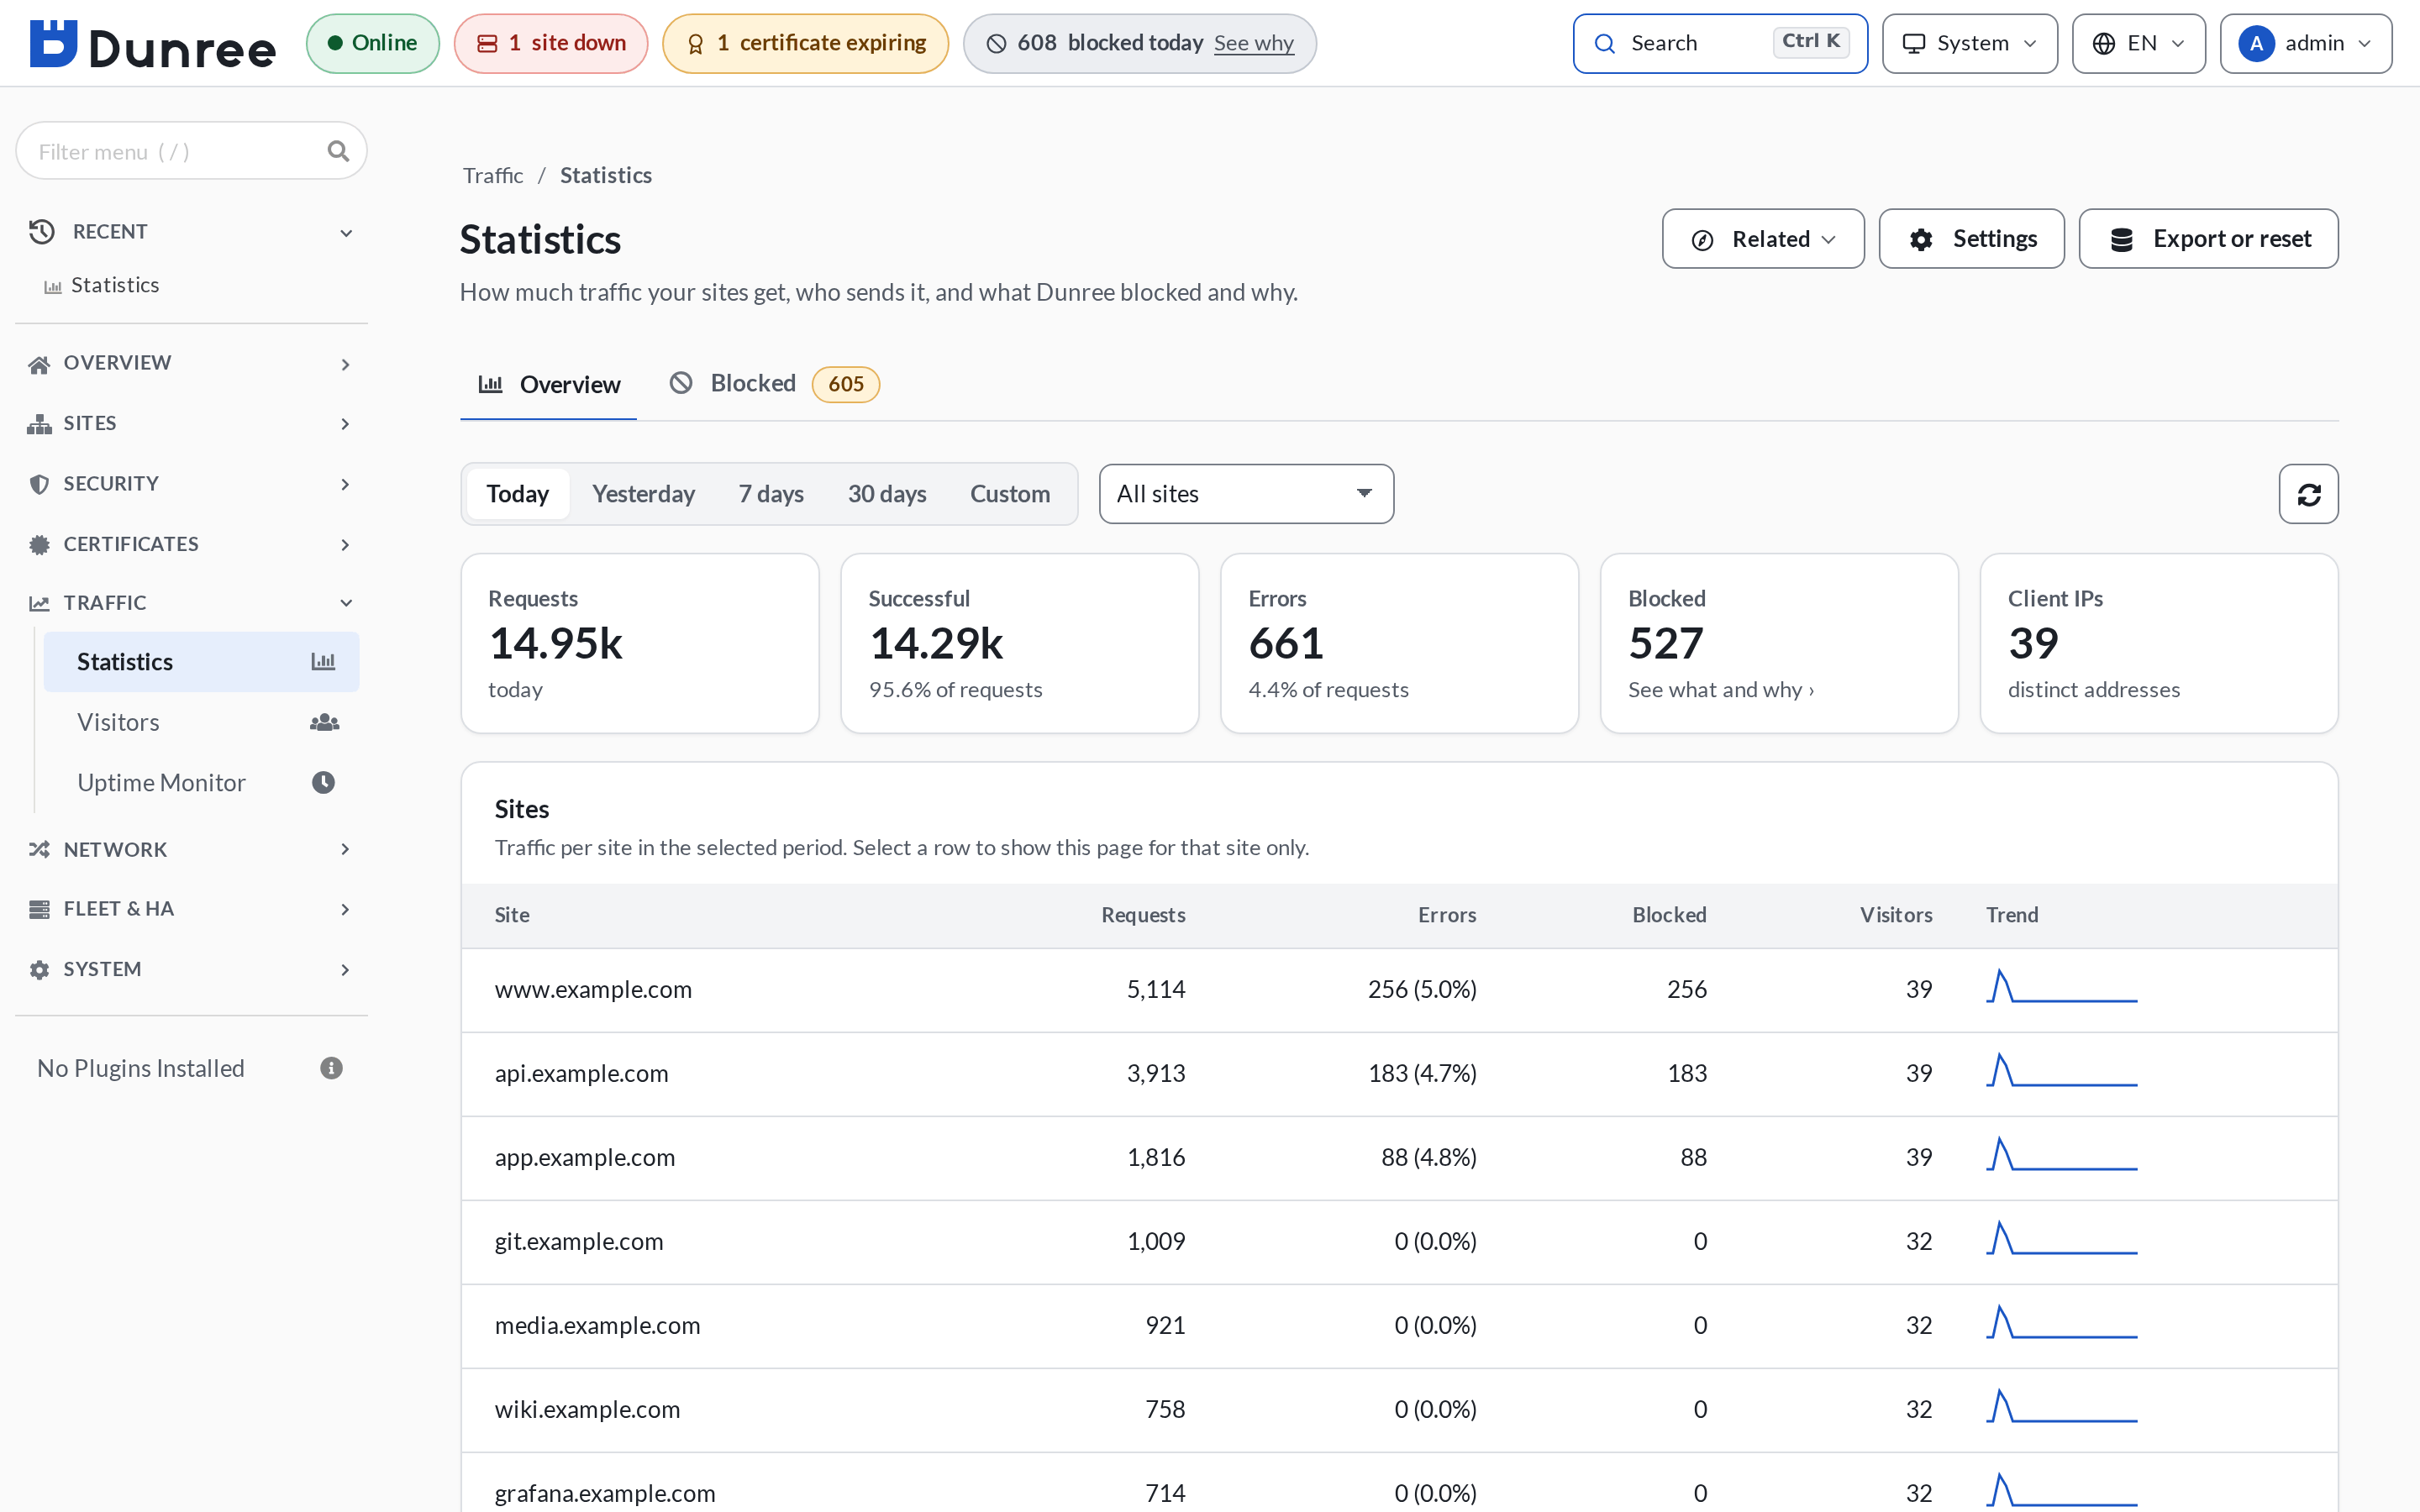 Dunree
Online
1 site down
1 certificate expiring
608 blocked today See why
Search Ctrl K
System
EN
A admin
Filter menu ( / )
RECENT
Statistics
OVERVIEW
SITES
SECURITY
CERTIFICATES
TRAFFIC
Statistics
Visitors
Uptime Monitor
NETWORK
FLEET & HA
SYSTEM
No Plugins Installed
Traffic / Statistics
Statistics
How much traffic your sites get, who sends it, and what Dunree blocked and why.
Related
Settings
Export or reset
Overview
Blocked 605
Today Yesterday 7 days 30 days Custom
All sites
Requests
14.95k
today
Successful
14.29k
95.6% of requests
Errors
661
4.4% of requests
Blocked
527
See what and why ›
Client IPs
39
distinct addresses
Sites
Traffic per site in the selected period. Select a row to show this page for that site only.
Site Requests Errors Blocked Visitors Trend
www.example.com 5,114 256 (5.0%) 256 39
api.example.com 3,913 183 (4.7%) 183 39
app.example.com 1,816 88 (4.8%) 88 39
git.example.com 1,009 0 (0.0%) 0 32
media.example.com 921 0 (0.0%) 0 32
wiki.example.com 758 0 (0.0%) 0 32
grafana.example.com 714 0 (0.0%) 0 32